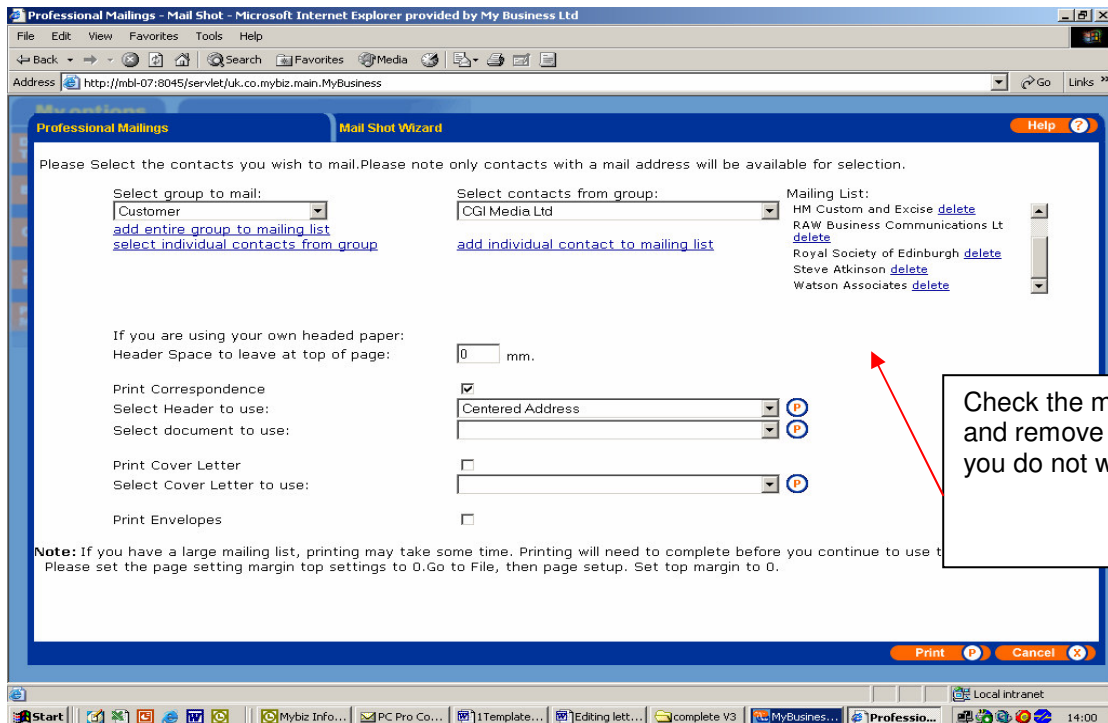 Professional Mailings - Mail Shot - Microsoft Internet Explorer provided by My Business Ltd
File Edit View Favorites Tools Help
Back Search Favorites Media
Address http://mbl-07:8045/servlet/uk.co.mybiz.main.MyBusiness Go Links »
My options
Professional Mailings Mail Shot Wizard Help ?
Please Select the contacts you wish to mail.Please note only contacts with a mail address will be available for selection.
Select group to mail: Select contacts from group: Mailing List:
Customer CGI Media Ltd HM Custom and Excise delete
add entire group to mailing list RAW Business Communications Lt
select individual contacts from group add individual contact to mailing list delete
Royal Society of Edinburgh delete
Steve Atkinson delete
Watson Associates delete
If you are using your own headed paper:
Header Space to leave at top of page: 0 mm.
Print Correspondence
Select Header to use: Centered Address P
Select document to use: P
Print Cover Letter
Select Cover Letter to use: P
Print Envelopes
Check the m
and remove
you do not w
Note: If you have a large mailing list, printing may take some time. Printing will need to complete before you continue to use t
Please set the page setting margin top settings to 0.Go to File, then page setup. Set top margin to 0.
Print P Cancel X
Local intranet
Start Mybiz Info... PC Pro Co... 1Template... Editing lett... complete V3 MyBusines... Professio... 14:00